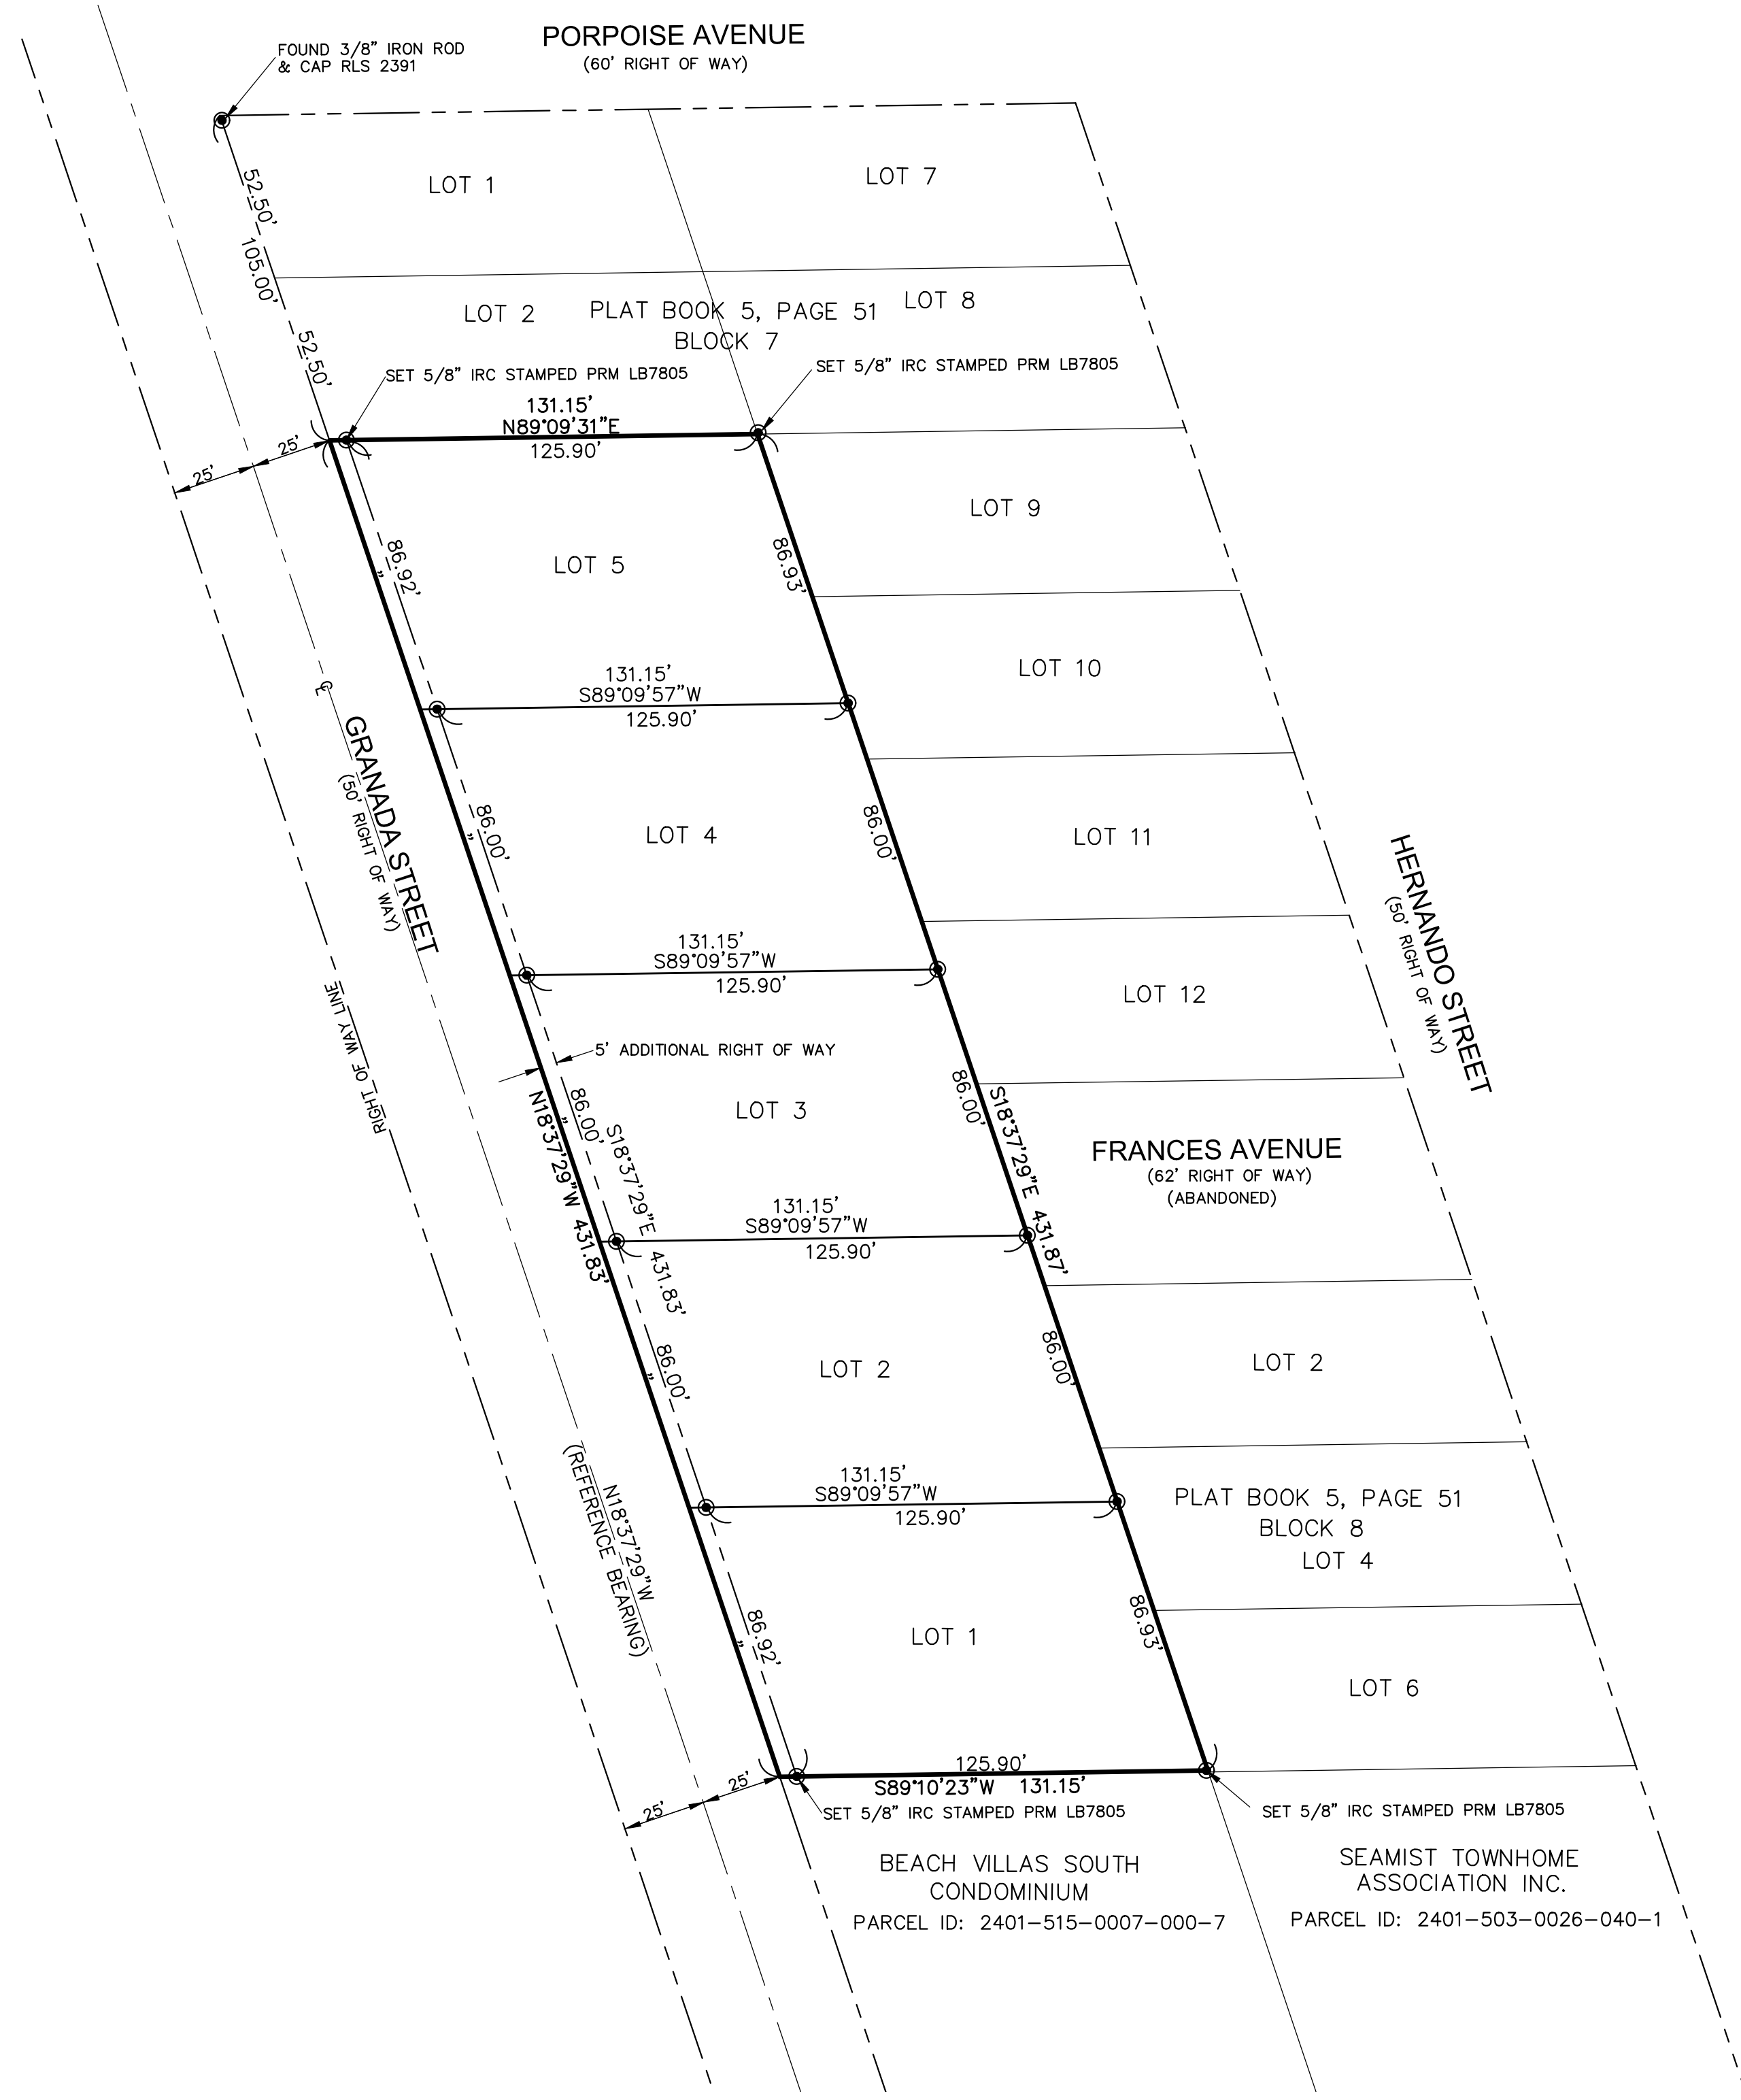 PORPOISE AVENUE
(60' RIGHT OF WAY)
FOUND 3/8" IRON ROD
& CAP RLS 2391
LOT 1
LOT 7
52.50'
105.00'
52.50'
LOT 2
LOT 8
PLAT BOOK 5, PAGE 51
BLOCK 7
SET 5/8" IRC STAMPED PRM LB7805
SET 5/8" IRC STAMPED PRM LB7805
131.15'
N89°09'31"E
125.90'
25'
25'
LOT 9
LOT 5
86.92'
"
86.93'
LOT 10
131.15'
S89°09'57"W
125.90'
GRANADA STREET
(50' RIGHT OF WAY)
LOT 4
86.00'
"
86.00'
LOT 11
HERNANDO STREET
(50' RIGHT OF WAY)
131.15'
S89°09'57"W
125.90'
LOT 12
RIGHT OF WAY LINE
5' ADDITIONAL RIGHT OF WAY
LOT 3
86.00'
"
86.00'
N18°37'29"W 431.83'
S18°37'29"E 431.83'
S18°37'29"E 431.87'
FRANCES AVENUE
(62' RIGHT OF WAY)
(ABANDONED)
131.15'
S89°09'57"W
125.90'
LOT 2
86.00'
"
86.00'
LOT 2
131.15'
S89°09'57"W
125.90'
N18°37'29"W
(REFERENCE BEARING)
PLAT BOOK 5, PAGE 51
BLOCK 8
LOT 4
LOT 1
86.92'
"
86.93'
LOT 6
125.90'
S89°10'23"W 131.15'
25'
25'
SET 5/8" IRC STAMPED PRM LB7805
SET 5/8" IRC STAMPED PRM LB7805
BEACH VILLAS SOUTH
CONDOMINIUM
PARCEL ID: 2401-515-0007-000-7
SEAMIST TOWNHOME
ASSOCIATION INC.
PARCEL ID: 2401-503-0026-040-1